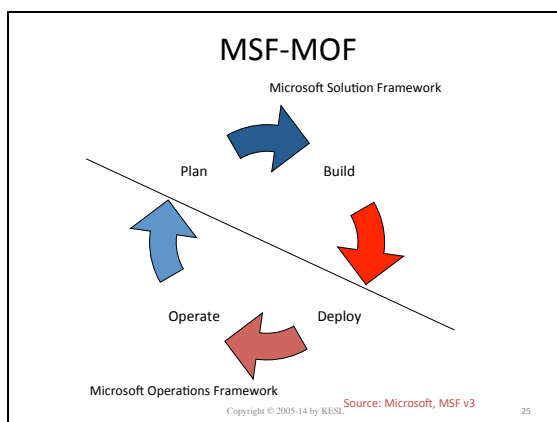 MSF-MOF
Microsoft Solution Framework
Plan
Build
Operate
Deploy
Microsoft Operations Framework
Source: Microsoft, MSF v3
Copyright © 2005-14 by KESL
25